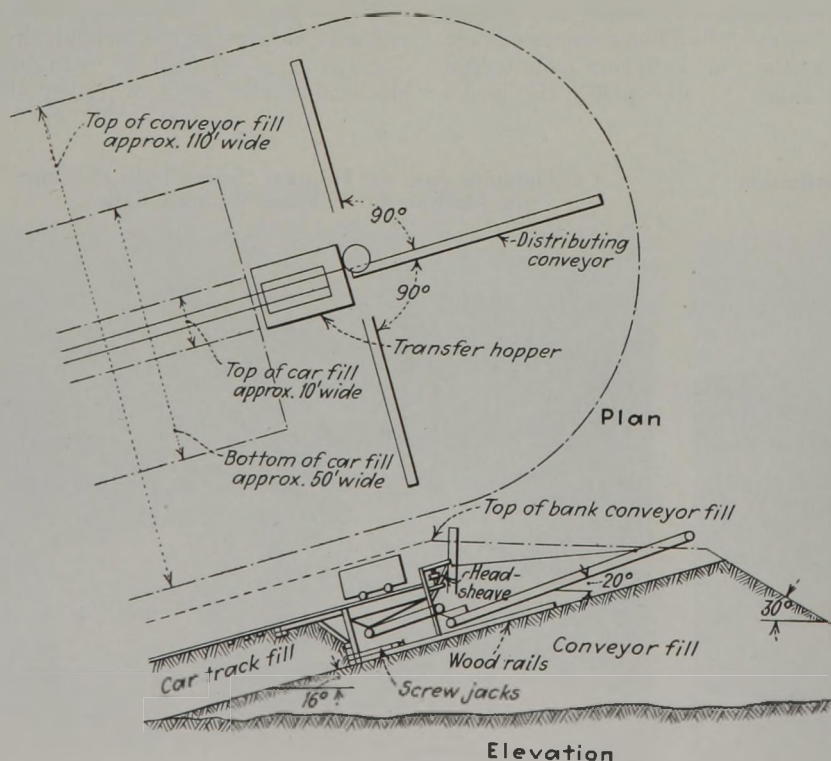 Top of conveyor fill
approx. 110' wide
90°
Distributing
conveyor
90°
Transfer hopper
Top of car fill
approx. 10' wide
Plan
Bottom of car fill
approx. 50' wide
Top of bank conveyor fill
Head-
sheave
20°
30°
Conveyor fill
Wood rails
Car track fill
Screw jacks
16°
Elevation